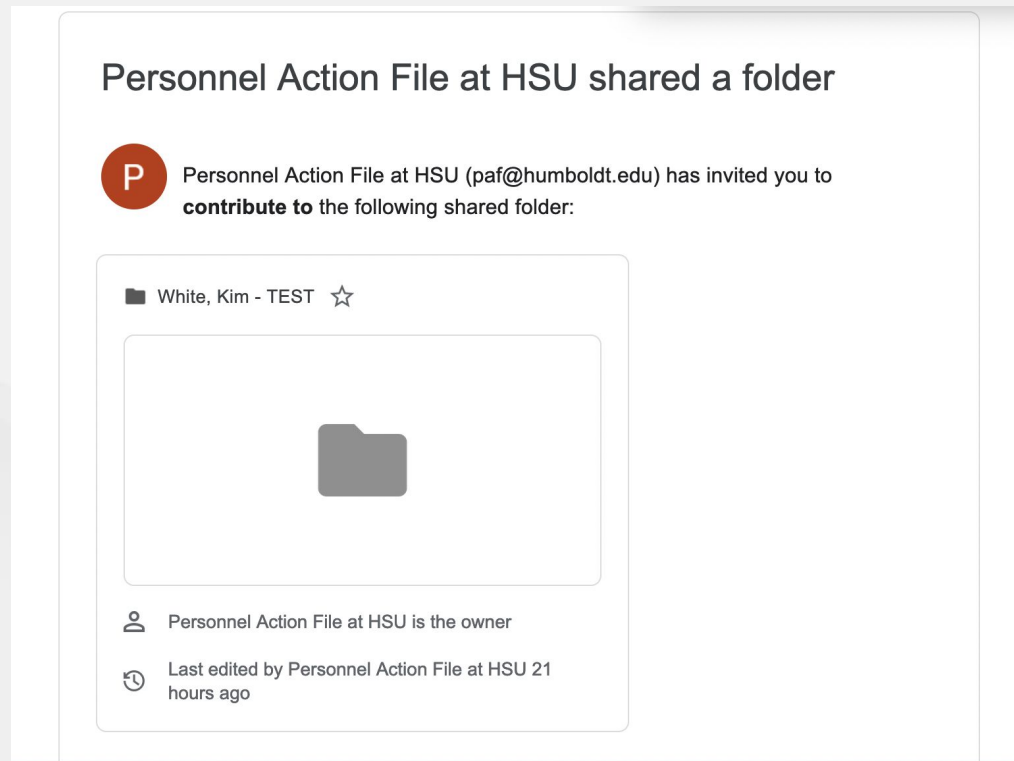 Personnel Action File at HSU shared a folder
P
Personnel Action File at HSU (paf@humboldt.edu) has invited you to
contribute to the following shared folder:
White, Kim - TEST
Personnel Action File at HSU is the owner
Last edited by Personnel Action File at HSU 21
hours ago